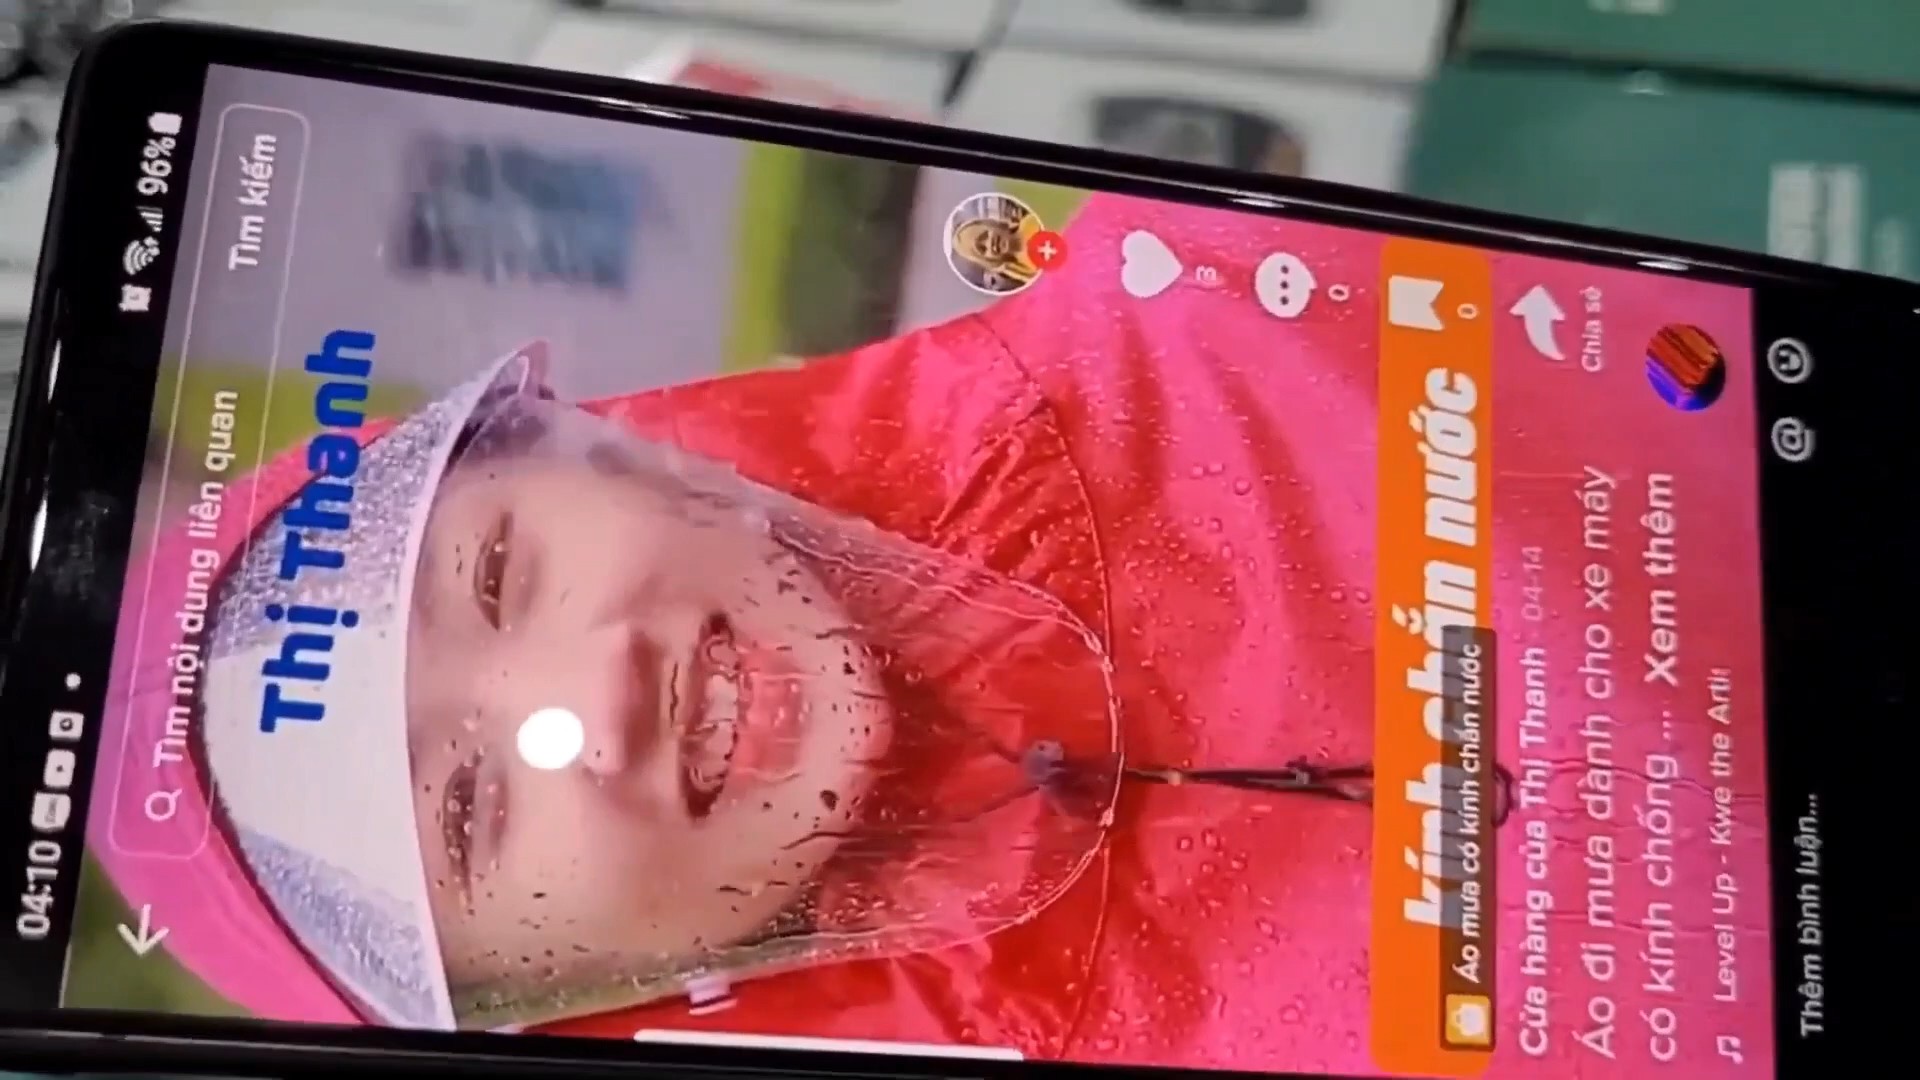 04:10
96%
Tìm nội dung liên quan
Tìm kiếm
Thị Thanh
3
0
0
kính chắn nước
Áo mưa có kính chắn nước
Chia sẻ
Cửa hàng của Thị Thanh · 04-14
Áo đi mưa dành cho xe máy
có kính chống ... Xem thêm
Level Up - Kwe the Arti
Thêm bình luận...
@